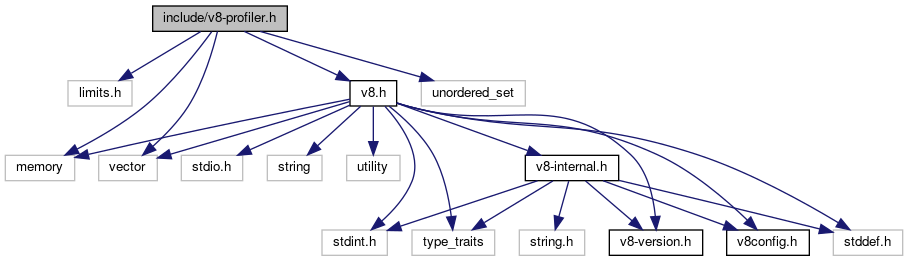 include/v8-profiler.h
limits.h
v8.h
unordered_set
memory
vector
stdio.h
string
utility
v8-internal.h
stdint.h
type_traits
string.h
v8-version.h
v8config.h
stddef.h